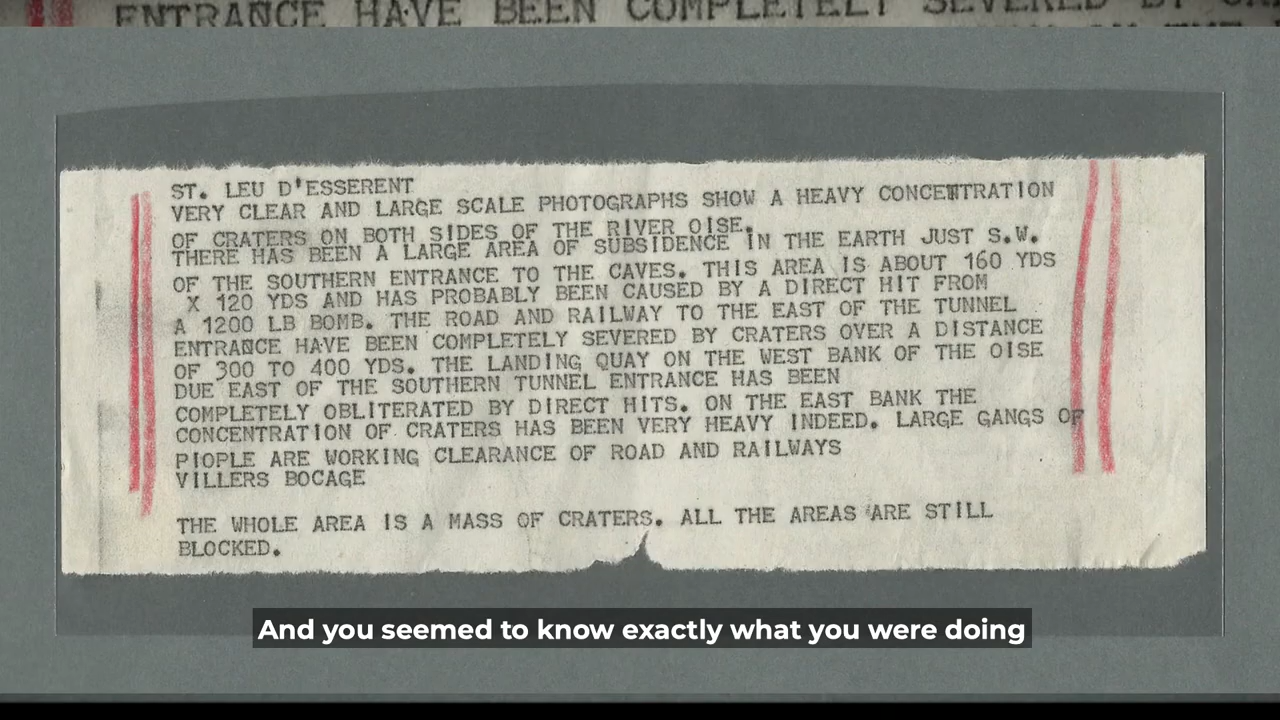 ENTRANCE HAVE BEEN COMPLETELY SEVERED BY
ST. LEU D'ESSERENT
VERY CLEAR AND LARGE SCALE PHOTOGRAPHS SHOW A HEAVY CONCENTRATION
OF CRATERS ON BOTH SIDES OF THE RIVER OISE.
THERE HAS BEEN A LARGE AREA OF SUBSIDENCE IN THE EARTH JUST S.W.
OF THE SOUTHERN ENTRANCE TO THE CAVES. THIS AREA IS ABOUT 160 YDS
X 120 YDS AND HAS PROBABLY BEEN CAUSED BY A DIRECT HIT FROM
A 1200 LB BOMB. THE ROAD AND RAILWAY TO THE EAST OF THE TUNNEL
ENTRANCE HAVE BEEN COMPLETELY SEVERED BY CRATERS OVER A DISTANCE
OF 300 TO 400 YDS. THE LANDING QUAY ON THE WEST BANK OF THE OISE
DUE EAST OF THE SOUTHERN TUNNEL ENTRANCE HAS BEEN
COMPLETELY OBLITERATED BY DIRECT HITS. ON THE EAST BANK THE
CONCENTRATION OF CRATERS HAS BEEN VERY HEAVY INDEED. LARGE GANGS OF
PIOPLE ARE WORKING CLEARANCE OF ROAD AND RAILWAYS
VILLERS BOCAGE
THE WHOLE AREA IS A MASS OF CRATERS. ALL THE AREAS ARE STILL
BLOCKED.
And you seemed to know exactly what you were doing